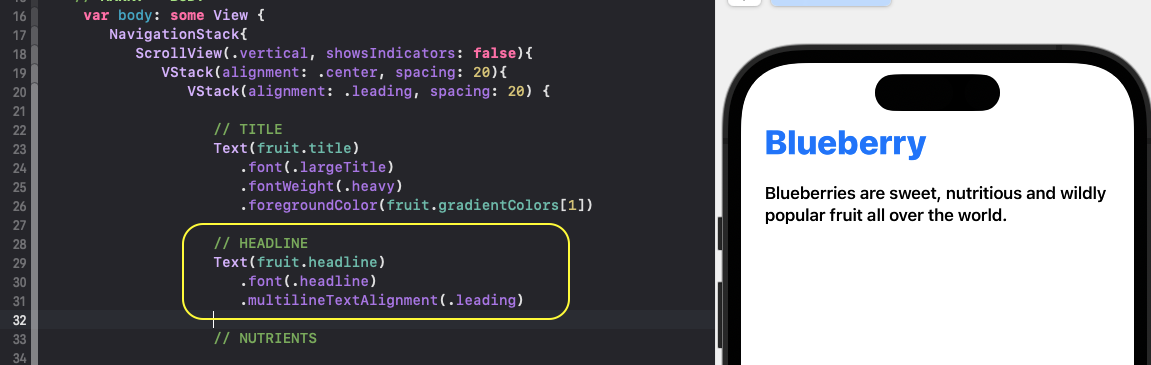 16 var body: some View {
17 NavigationStack{
18 ScrollView(.vertical, showsIndicators: false){
19 VStack(alignment: .center, spacing: 20){
20 VStack(alignment: .leading, spacing: 20) {
21
22 // TITLE
23 Text(fruit.title)
24 .font(.largeTitle)
25 .fontWeight(.heavy)
26 .foregroundColor(fruit.gradientColors[1])
27
28 // HEADLINE
29 Text(fruit.headline)
30 .font(.headline)
31 .multilineTextAlignment(.leading)
32
33 // NUTRIENTS
34
Blueberry
Blueberries are sweet, nutritious and wildly
popular fruit all over the world.